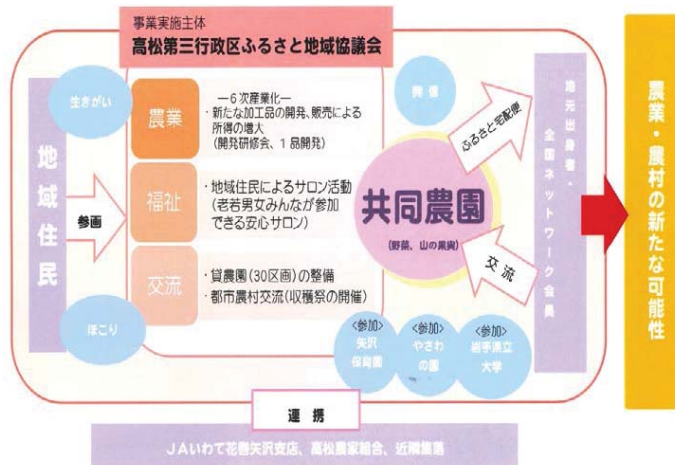 事業実施主体
高松第三行政区ふるさと地域協議会
地域住民
生きがい
参画
ほこり
農業
―6次産業化―
・新たな加工品の開発、販売による
所得の増大
(開発研修会、1品開発)
福祉
・地域住民によるサロン活動
(老若男女みんなが参加
できる安心サロン)
交流
・貸農園(30区画)の整備
・都市農村交流(収穫祭の開催)
共同農園
(野菜、山の果実)
ふるさと宅配便
交流
地元出身者・
全国ネットワーク会員
<参加>
矢沢
保育園
<参加>
やさわ
の園
<参加>
岩手県立
大学
連携
JAいわて花巻矢沢支店、高松農家組合、近隣集落
農業・農村の新たな可能性